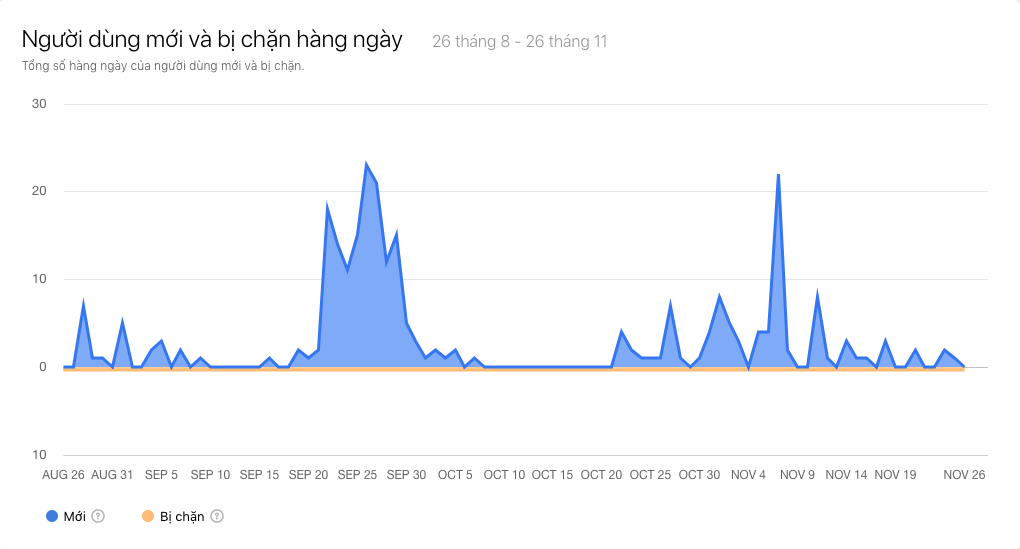 Người dùng mới và bị chặn hàng ngày 26 tháng 8 - 26 tháng 11
Tổng số hàng ngày của người dùng mới và bị chặn.
30
20
10
0
10
AUG 26 AUG 31 SEP 5 SEP 10 SEP 15 SEP 20 SEP 25 SEP 30 OCT 5 OCT 10 OCT 15 OCT 20 OCT 25 OCT 30 NOV 4 NOV 9 NOV 14 NOV 19 NOV 26
Mới ? Bị chặn ?